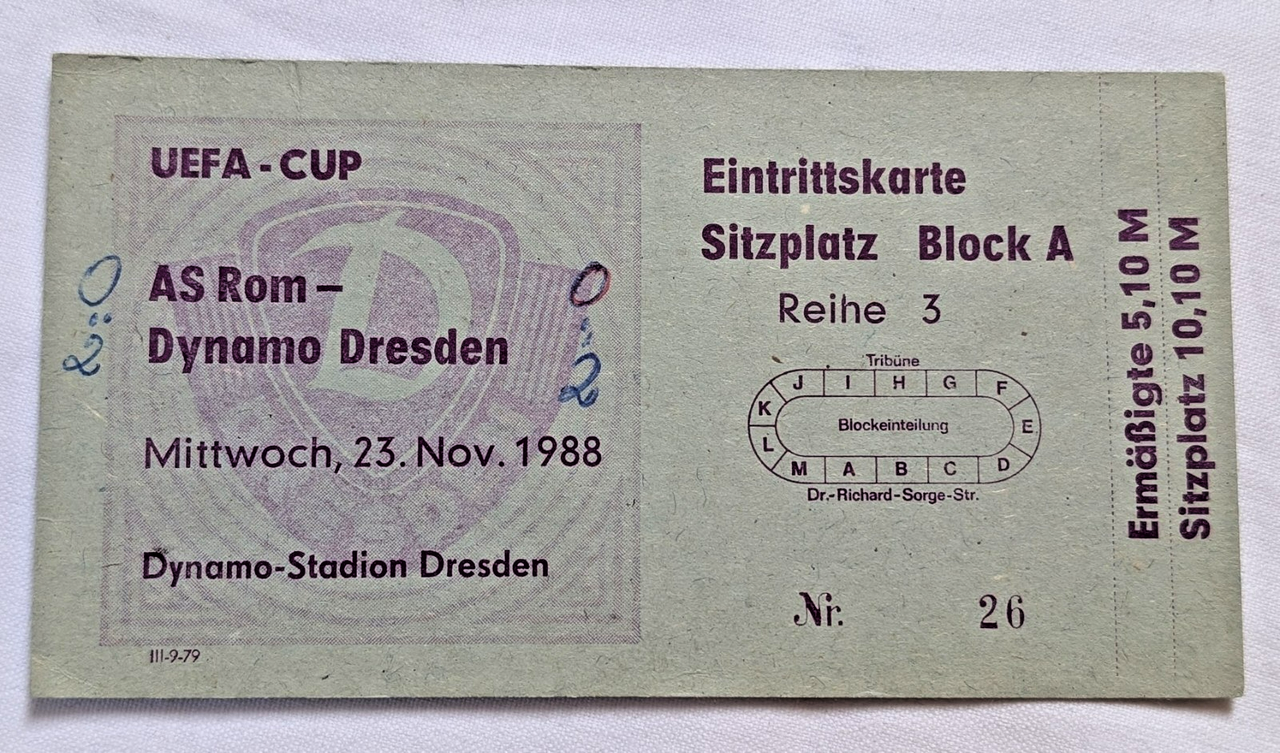 UEFA - CUP
AS Rom –
Dynamo Dresden
0
:
2
0
:
2
Mittwoch, 23. Nov. 1988
Dynamo-Stadion Dresden
III-9-79
D
Eintrittskarte
Sitzplatz Block A
Reihe 3
Tribüne
J I H G F
K
E
Blockeinteilung
L
M A B C D
Dr.-Richard-Sorge-Str.
Nr. 26
Ermäßigte 5,10 M
Sitzplatz 10,10 M